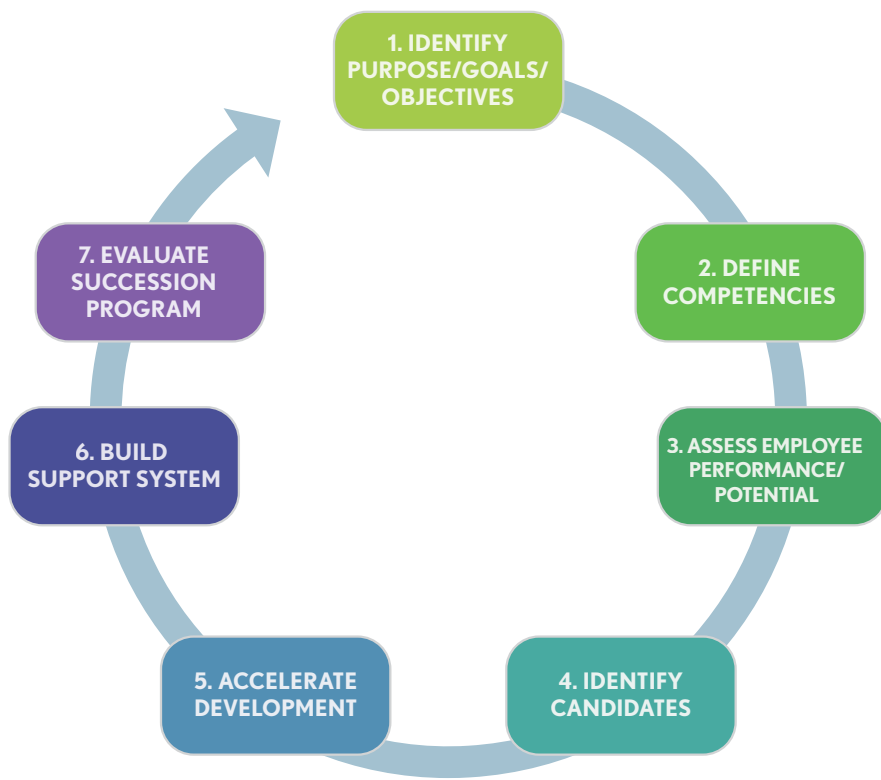 1. IDENTIFY
PURPOSE/GOALS/
OBJECTIVES
2. DEFINE
COMPETENCIES
3. ASSESS EMPLOYEE
PERFORMANCE/
POTENTIAL
4. IDENTIFY
CANDIDATES
5. ACCELERATE
DEVELOPMENT
6. BUILD
SUPPORT SYSTEM
7. EVALUATE
SUCCESSION
PROGRAM